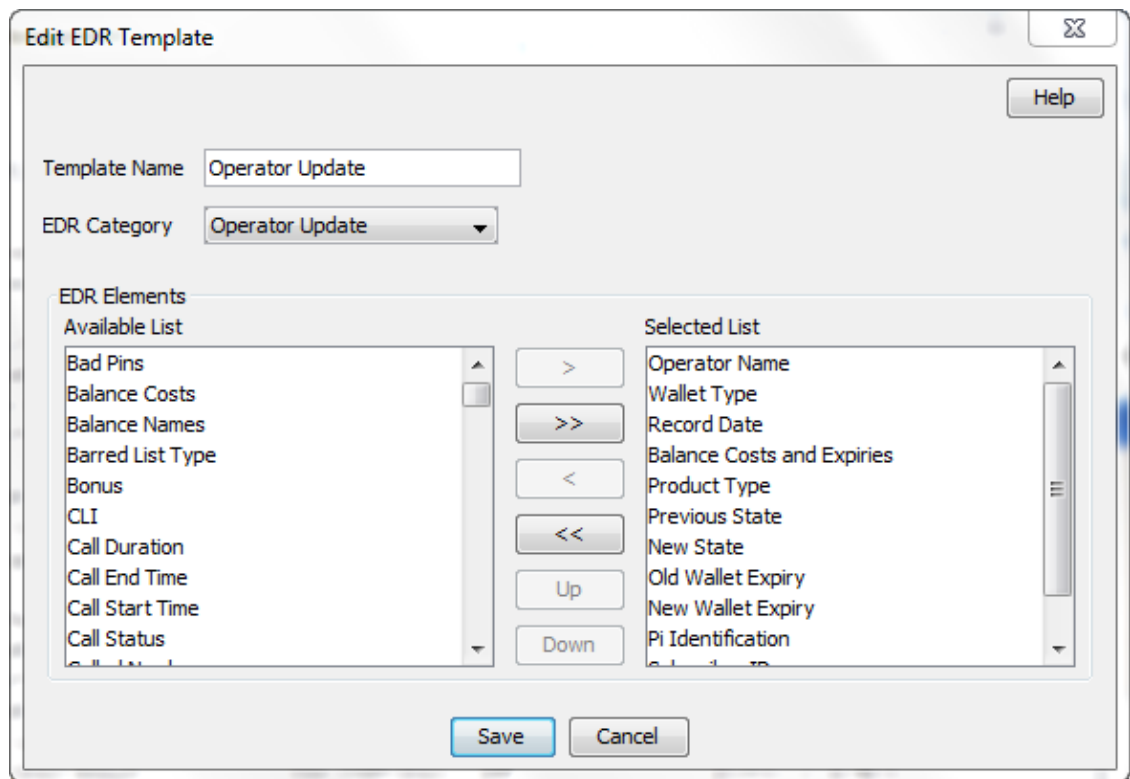 Edit EDR Template
Help
Template Name Operator Update
EDR Category Operator Update
EDR Elements
Available List
Bad Pins
Balance Costs
Balance Names
Barred List Type
Bonus
CLI
Call Duration
Call End Time
Call Start Time
Call Status
>
>>
<
<<
Up
Down
Selected List
Operator Name
Wallet Type
Record Date
Balance Costs and Expiries
Product Type
Previous State
New State
Old Wallet Expiry
New Wallet Expiry
Pi Identification
Save Cancel